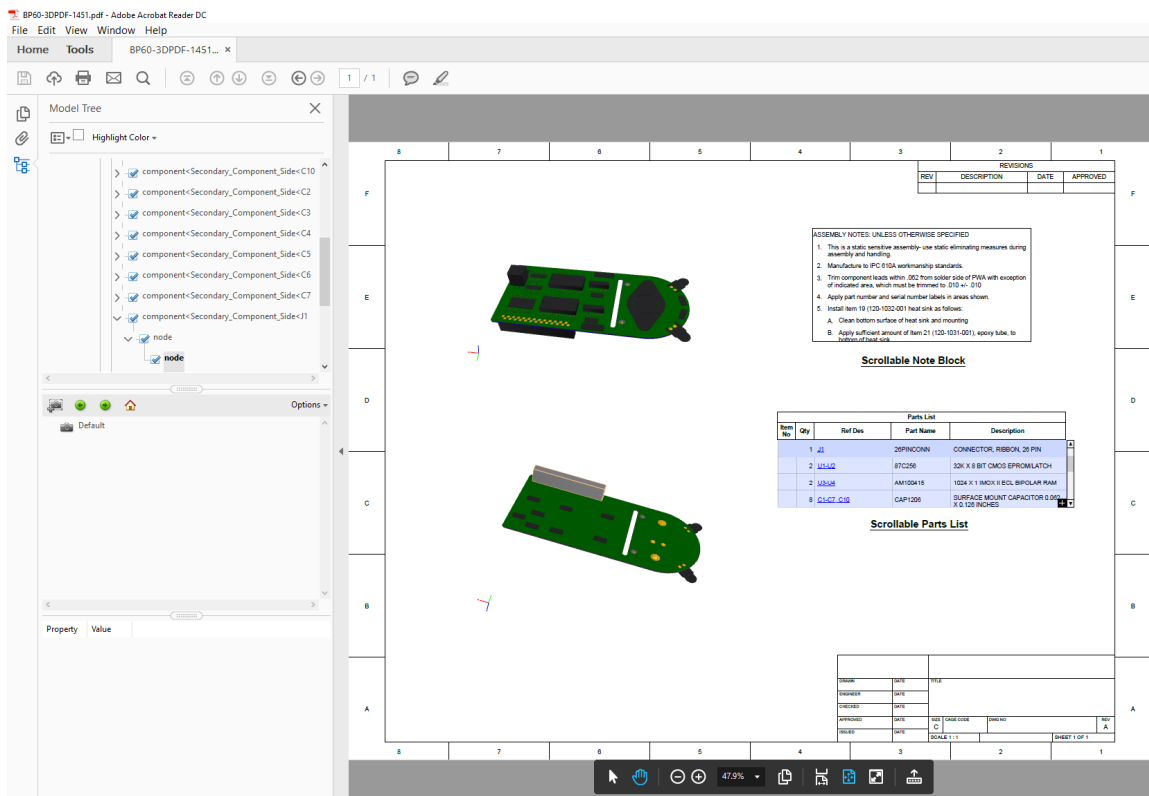 BP60-3DPDF-1451.pdf - Adobe Acrobat Reader DC
File Edit View Window Help
Home Tools BP60-3DPDF-1451... ×
1 / 1
Model Tree
Highlight Color
component<Secondary_Component_Side<C10
component<Secondary_Component_Side<C2
component<Secondary_Component_Side<C3
component<Secondary_Component_Side<C4
component<Secondary_Component_Side<C5
component<Secondary_Component_Side<C6
component<Secondary_Component_Side<C7
component<Secondary_Component_Side<J1
node
node
Options
Default
Property Value
8 7 6 5 4 3 2 1
F
E
D
C
B
A
REVISIONS
REV DESCRIPTION DATE APPROVED
F
E
D
C
B
A
ASSEMBLY NOTES: UNLESS OTHERWISE SPECIFIED
1. This is a static sensitive assembly- use static eliminating measures during
assembly and handling.
2. Manufacture to IPC 610A workmanship standards.
3. Trim component leads within .062 from solder side of PWA with exception
of indicated area, which must be trimmed to .010 +/- .010
4. Apply part number and serial number labels in areas shown.
5. Install item 19 (120-1032-001 heat sink as follows:
A. Clean bottom surface of heat sink and mounting
B. Apply sufficient amount of Item 21 (120-1031-001), epoxy tube, to
bottom of heat sink
Scrollable Note Block
Parts List
Item No Qty Ref Des Part Name Description
1 J1 26PINCONN CONNECTOR, RIBBON, 26 PIN
2 U1-U2 87C256 32K X 8 BIT CMOS EPROM/LATCH
2 U3-U4 AM100415 1024 X 1 IMOX II ECL BIPOLAR RAM
8 C1-C7, C10 CAP1206 SURFACE MOUNT CAPACITOR 0.062
X 0.126 INCHES
Scrollable Parts List
DRAWN DATE TITLE
ENGINEER DATE
CHECKED DATE
APPROVED DATE SIZE C CAGE CODE DWG NO REV A
ISSUED DATE
SCALE 1 : 1 SHEET 1 OF 1
8 7 6 5 4 3 2 1
47.9%